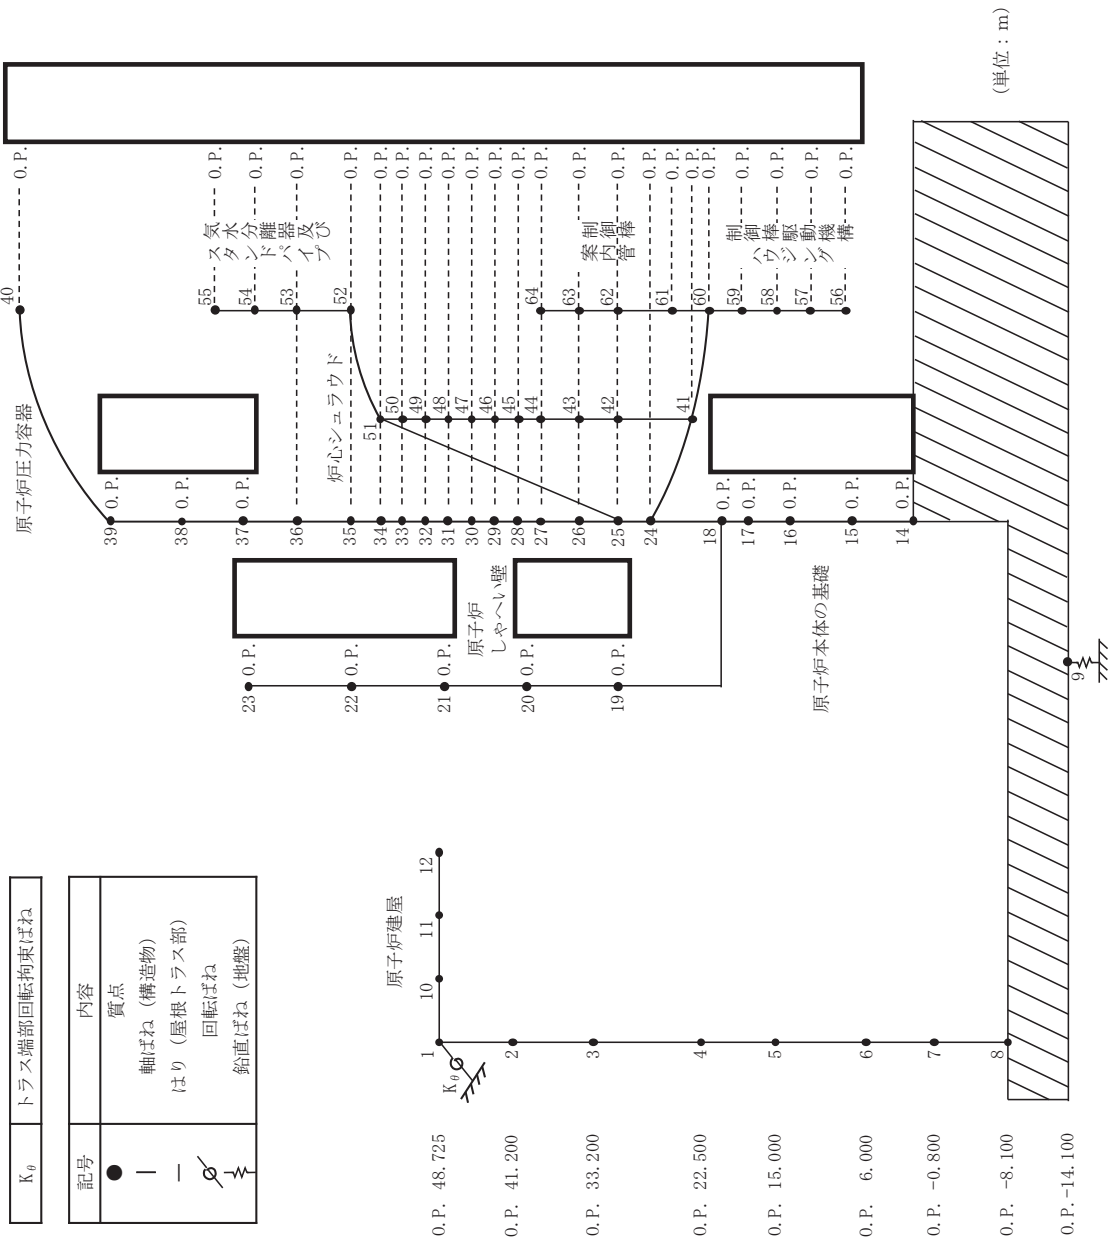 Kθ トラス端部回転拘束ばね
記号 内容
質点
軸ばね（構造物）
はり（屋根トラス部）
回転ばね
鉛直ばね（地盤）
原子炉建屋
1 10 11 12
Kθ
2
3
4
5
6
7
8
9
O.P. 48.725
O.P. 41.200
O.P. 33.200
O.P. 22.500
O.P. 15.000
O.P. 6.000
O.P. -0.800
O.P. -8.100
O.P. -14.100
原子炉
しゃへい壁
23 O.P.
22
21 O.P.
20 O.P.
19 O.P.
原子炉本体の基礎
原子炉圧力容器
39 O.P.
38 O.P.
37 O.P.
36
35
34
33
32
31
30
29
28
27
26
25
24
18 O.P.
17 O.P.
16 O.P.
15 O.P.
14 O.P.
炉心シュラウド
51
50
49
48
47
46
45
44
43
42
41
40 O.P.
気水分離器及び
スタンドパイプ
55 O.P.
54 O.P.
53 O.P.
52 O.P.
O.P.
O.P.
O.P.
O.P.
O.P.
O.P.
O.P.
制御棒
案内管
64 O.P.
63 O.P.
62 O.P.
O.P.
61 O.P.
O.P.
60 O.P.
制御棒駆動機構
ハウジング
59 O.P.
58 O.P.
57 O.P.
56 O.P.
(単位：m)